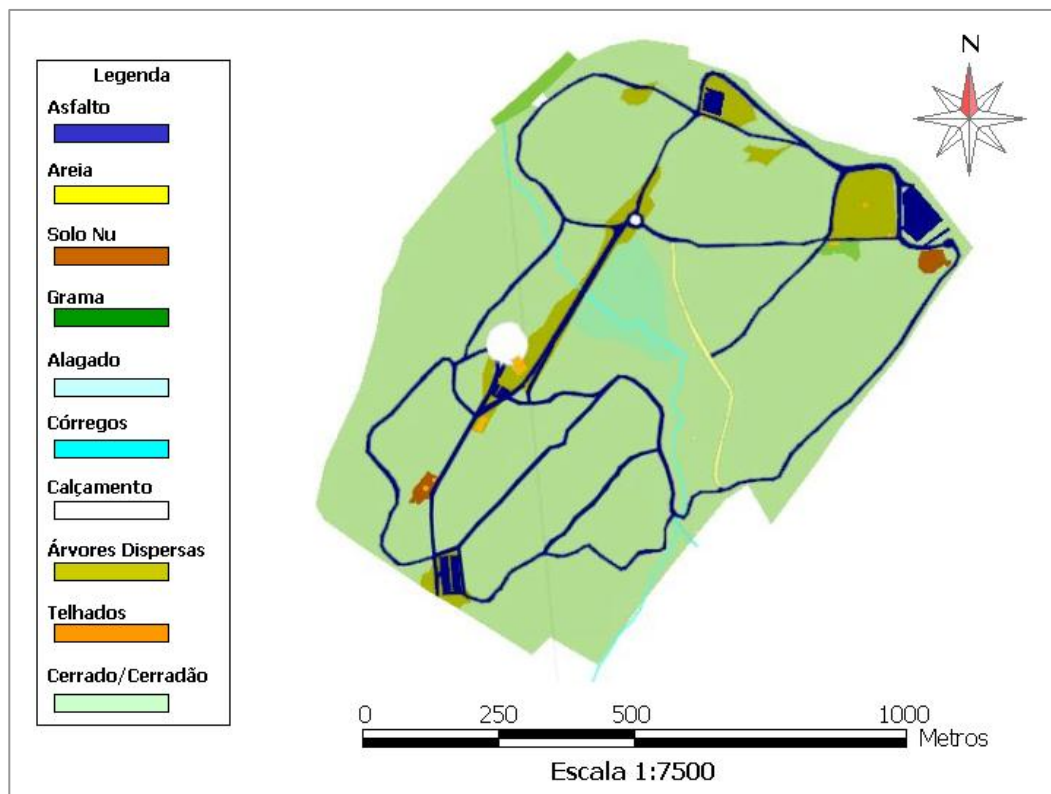 Legenda
Asfalto
Areia
Solo Nu
Grama
Alagado
Córregos
Calçamento
Árvores Dispersas
Telhados
Cerrado/Cerradão
N
0 250 500 1000
Metros
Escala 1:7500